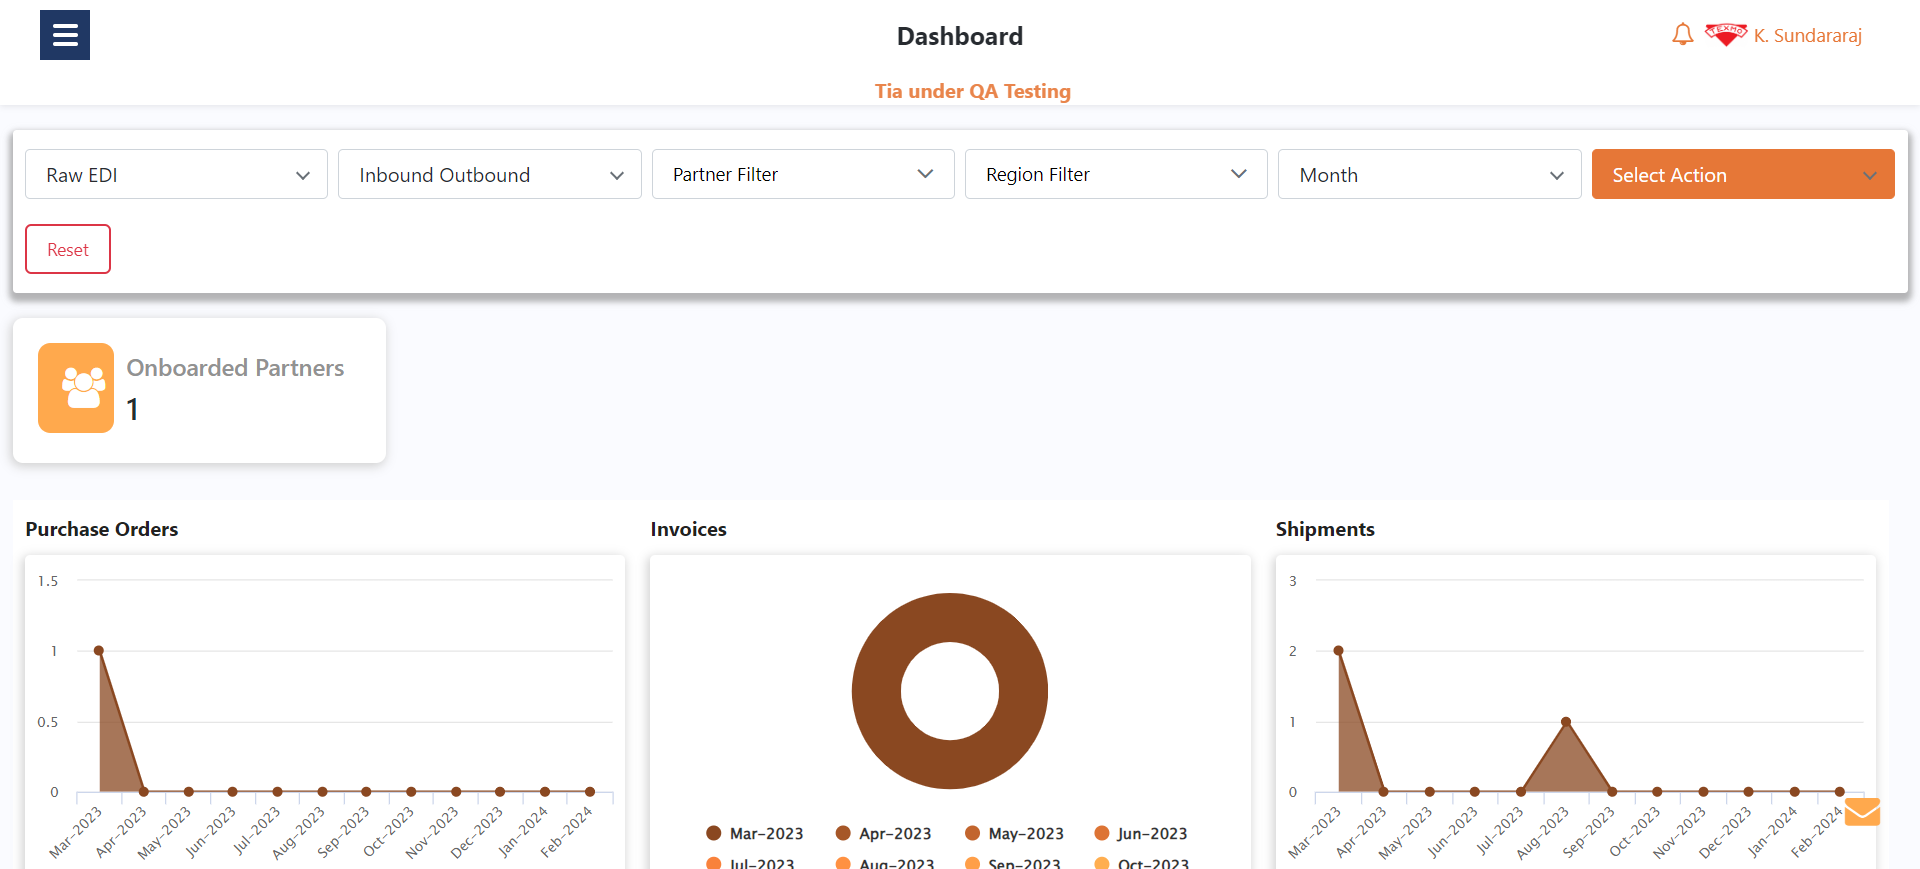 Dashboard
TEXMO
K. Sundararaj
Tia under QA Testing
Raw EDI
Inbound Outbound
Partner Filter
Region Filter
Month
Select Action
Reset
Onboarded Partners
1
Purchase Orders
1.5
1
0.5
0
Mar-2023
Apr-2023
May-2023
Jun-2023
Jul-2023
Aug-2023
Sep-2023
Oct-2023
Nov-2023
Dec-2023
Jan-2024
Feb-2024
Invoices
Mar-2023 Apr-2023 May-2023 Jun-2023
Jul-2023 Aug-2023 Sep-2023 Oct-2023
Shipments
3
2
1
0
Mar-2023
Apr-2023
May-2023
Jun-2023
Jul-2023
Aug-2023
Sep-2023
Oct-2023
Nov-2023
Dec-2023
Jan-2024
Feb-2024